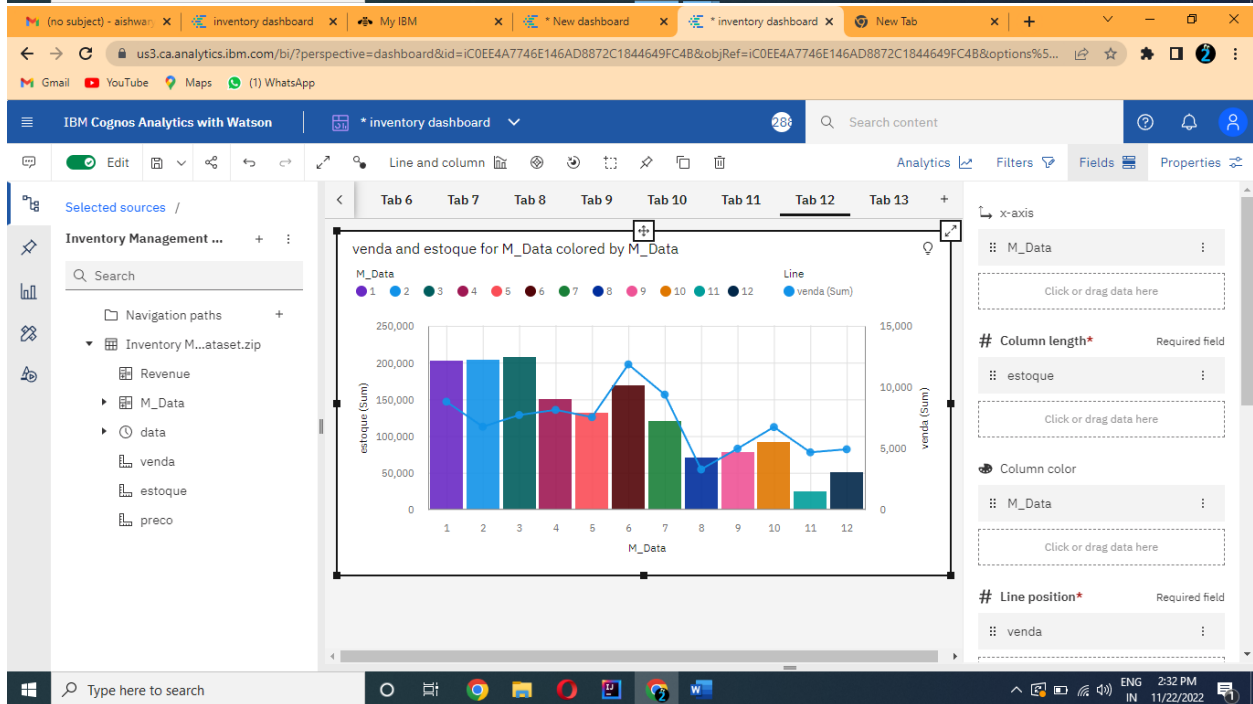 (no subject) - aishwar
inventory dashboard
My IBM
* New dashboard
* inventory dashboard
New Tab
us3.ca.analytics.ibm.com/bi/?perspective=dashboard&id=iC0EE4A7746E146AD8872C1844649FC4B&objRef=iC0EE4A7746E146AD8872C1844649FC4B&options%5...
Gmail YouTube Maps (1) WhatsApp
IBM Cognos Analytics with Watson
* inventory dashboard
Search content
Edit
Line and column
Analytics
Filters
Fields
Properties
Selected sources /
Inventory Management ...
Search
Navigation paths
Inventory M...ataset.zip
Revenue
M_Data
data
venda
estoque
preco
Tab 6 Tab 7 Tab 8 Tab 9 Tab 10 Tab 11 Tab 12 Tab 13
venda and estoque for M_Data colored by M_Data
M_Data
1 2 3 4 5 6 7 8 9 10 11 12
Line
venda (Sum)
estoque (Sum)
250,000
200,000
150,000
100,000
50,000
0
15,000
10,000
5,000
0
venda (Sum)
1 2 3 4 5 6 7 8 9 10 11 12
M_Data
x-axis
M_Data
Click or drag data here
Column length* Required field
estoque
Click or drag data here
Column color
M_Data
Click or drag data here
Line position* Required field
venda
Type here to search
ENG
IN
2:32 PM
11/22/2022